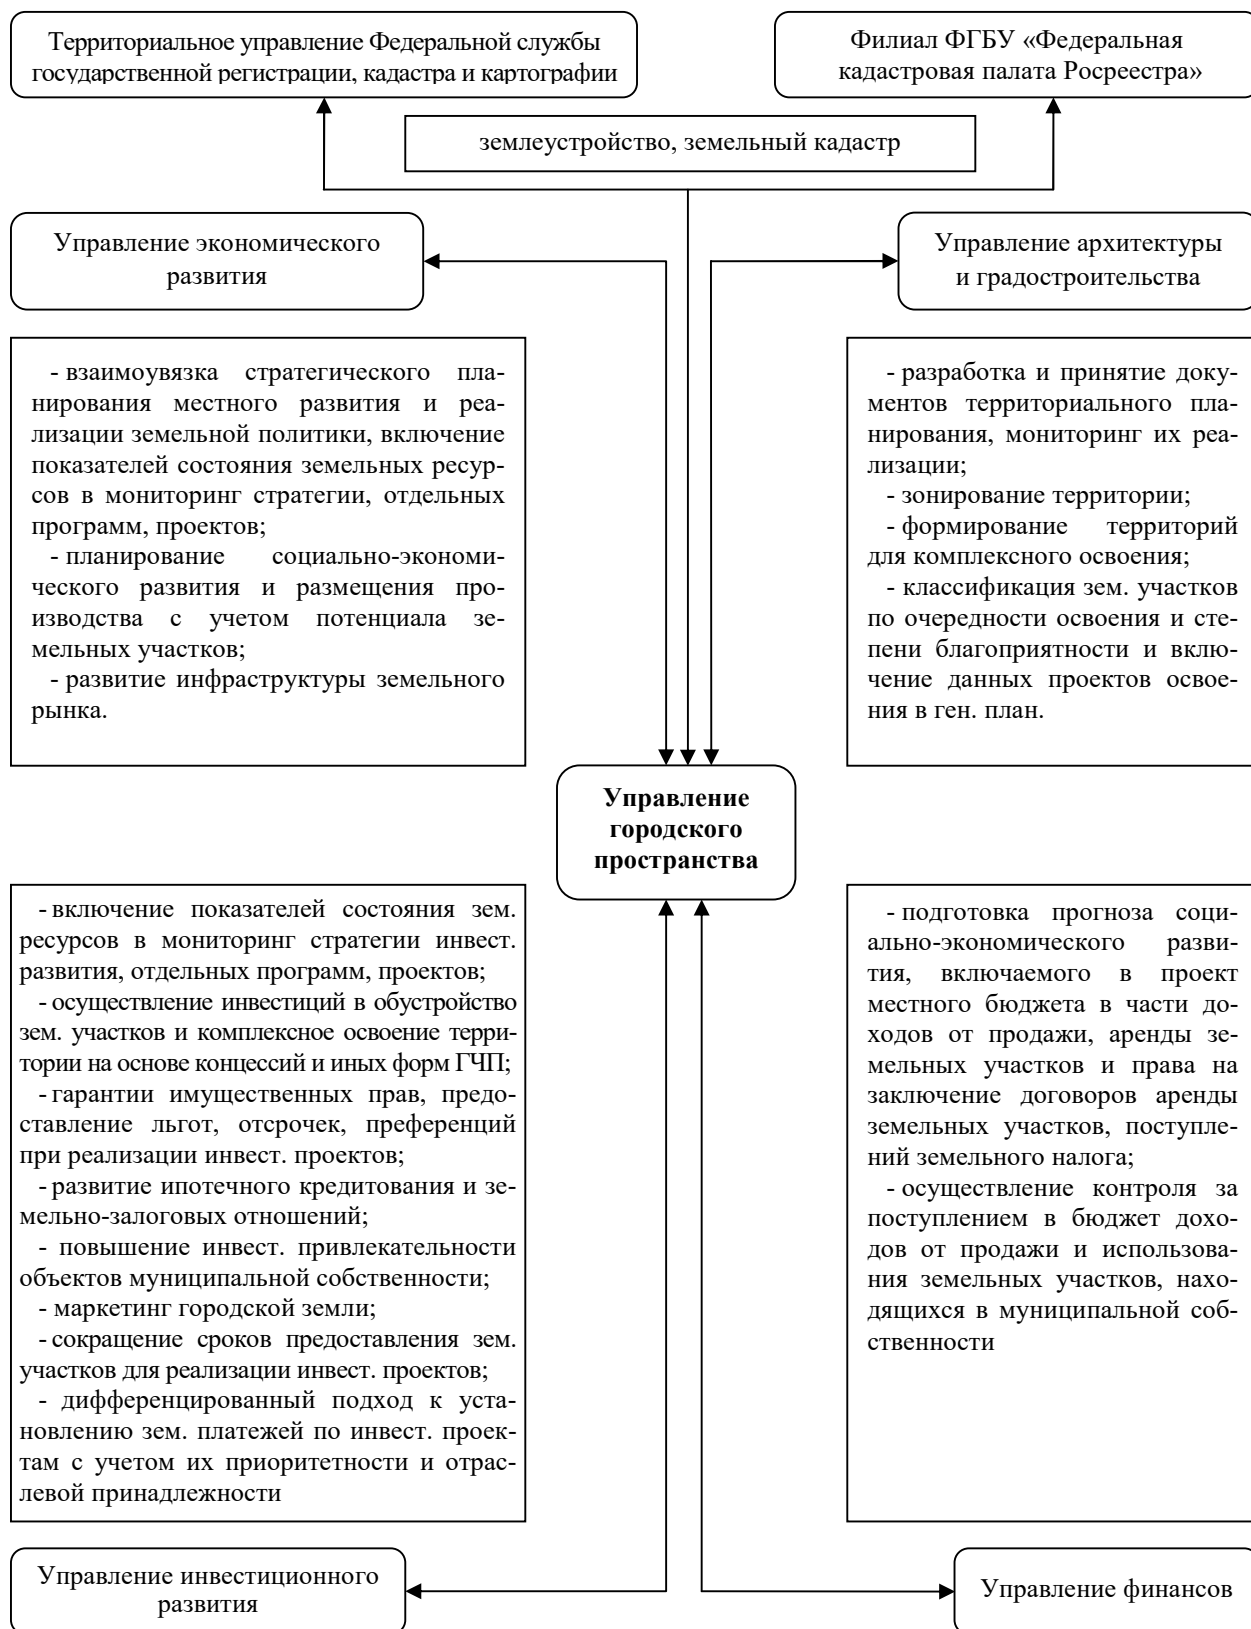 Территориальное управление Федеральной службы
государственной регистрации, кадастра и картографии
Филиал ФГБУ «Федеральная
кадастровая палата Росреестра»
землеустройство, земельный кадастр
Управление экономического
развития
Управление архитектуры
и градостроительства
- взаимоувязка стратегического пла-
нирования местного развития и реа-
лизации земельной политики, включение
показателей состояния земельных ресур-
сов в мониторинг стратегии, отдельных
программ, проектов;
- планирование социально-экономи-
ческого развития и размещения про-
изводства с учетом потенциала зе-
мельных участков;
- развитие инфраструктуры земельного
рынка.
- разработка и принятие доку-
ментов территориального пла-
нирования, мониторинг их реа-
лизации;
- зонирование территории;
- формирование территорий
для комплексного освоения;
- классификация зем. участков
по очередности освоения и сте-
пени благоприятности и вклю-
чение данных проектов освое-
ния в ген. план.
Управление
городского
пространства
- включение показателей состояния зем.
ресурсов в мониторинг стратегии инвест.
развития, отдельных программ, проектов;
- осуществление инвестиций в обустройство
зем. участков и комплексное освоение терри-
тории на основе концессий и иных форм ГЧП;
- гарантии имущественных прав, предо-
ставление льгот, отсрочек, преференций
при реализации инвест. проектов;
- развитие ипотечного кредитования и зе-
мельно-залоговых отношений;
- повышение инвест. привлекательности
объектов муниципальной собственности;
- маркетинг городской земли;
- сокращение сроков предоставления зем.
участков для реализации инвест. проектов;
- дифференцированный подход к уста-
новлению зем. платежей по инвест. проек-
там с учетом их приоритетности и отрас-
левой принадлежности
- подготовка прогноза соци-
ально-экономического разви-
тия, включаемого в проект
местного бюджета в части до-
ходов от продажи, аренды зе-
мельных участков и права на
заключение договоров аренды
земельных участков, поступле-
ний земельного налога;
- осуществление контроля за
поступлением в бюджет дохо-
дов от продажи и использова-
ния земельных участков, нахо-
дящихся в муниципальной соб-
ственности
Управление инвестиционного
развития
Управление финансов